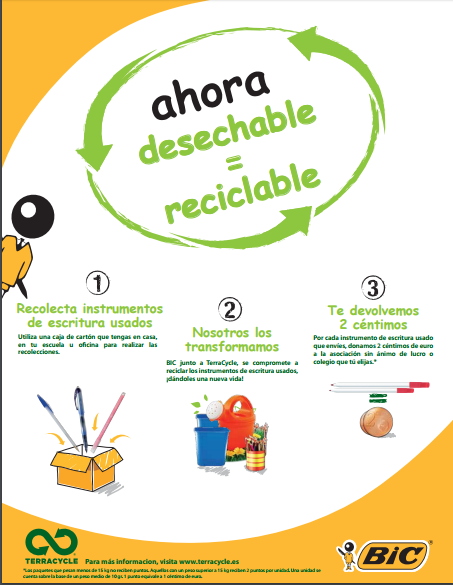 ahora
desechable
=
reciclable
1
Recolecta instrumentos
de escritura usados
Utiliza una caja de cartón que tengas en casa,
en tu escuela u oficina para realizar las
recolecciones.
2
Nosotros los
transformamos
BIC junto a TerraCycle, se compromete a
reciclar los instrumentos de escritura usados,
¡dándoles una nueva vida!
3
Te devolvemos
2 céntimos
Por cada instrumento de escritura usado
que envíes, donamos 2 céntimos de euro
a la asociación sin ánimo de lucro o
colegio que tú elijas.*
TERRACYCLE
Para más informacion, visita www.terracycle.es
*Los paquetes que pesan menos de 15 kg no reciben puntos. Aquellos con un peso superior a 15 kg reciben 2 puntos por unidad. Una unidad se
cuenta sobre la base de un peso medio de 10 gr. 1 punto equivale a 1 céntimo de euro.
BIC